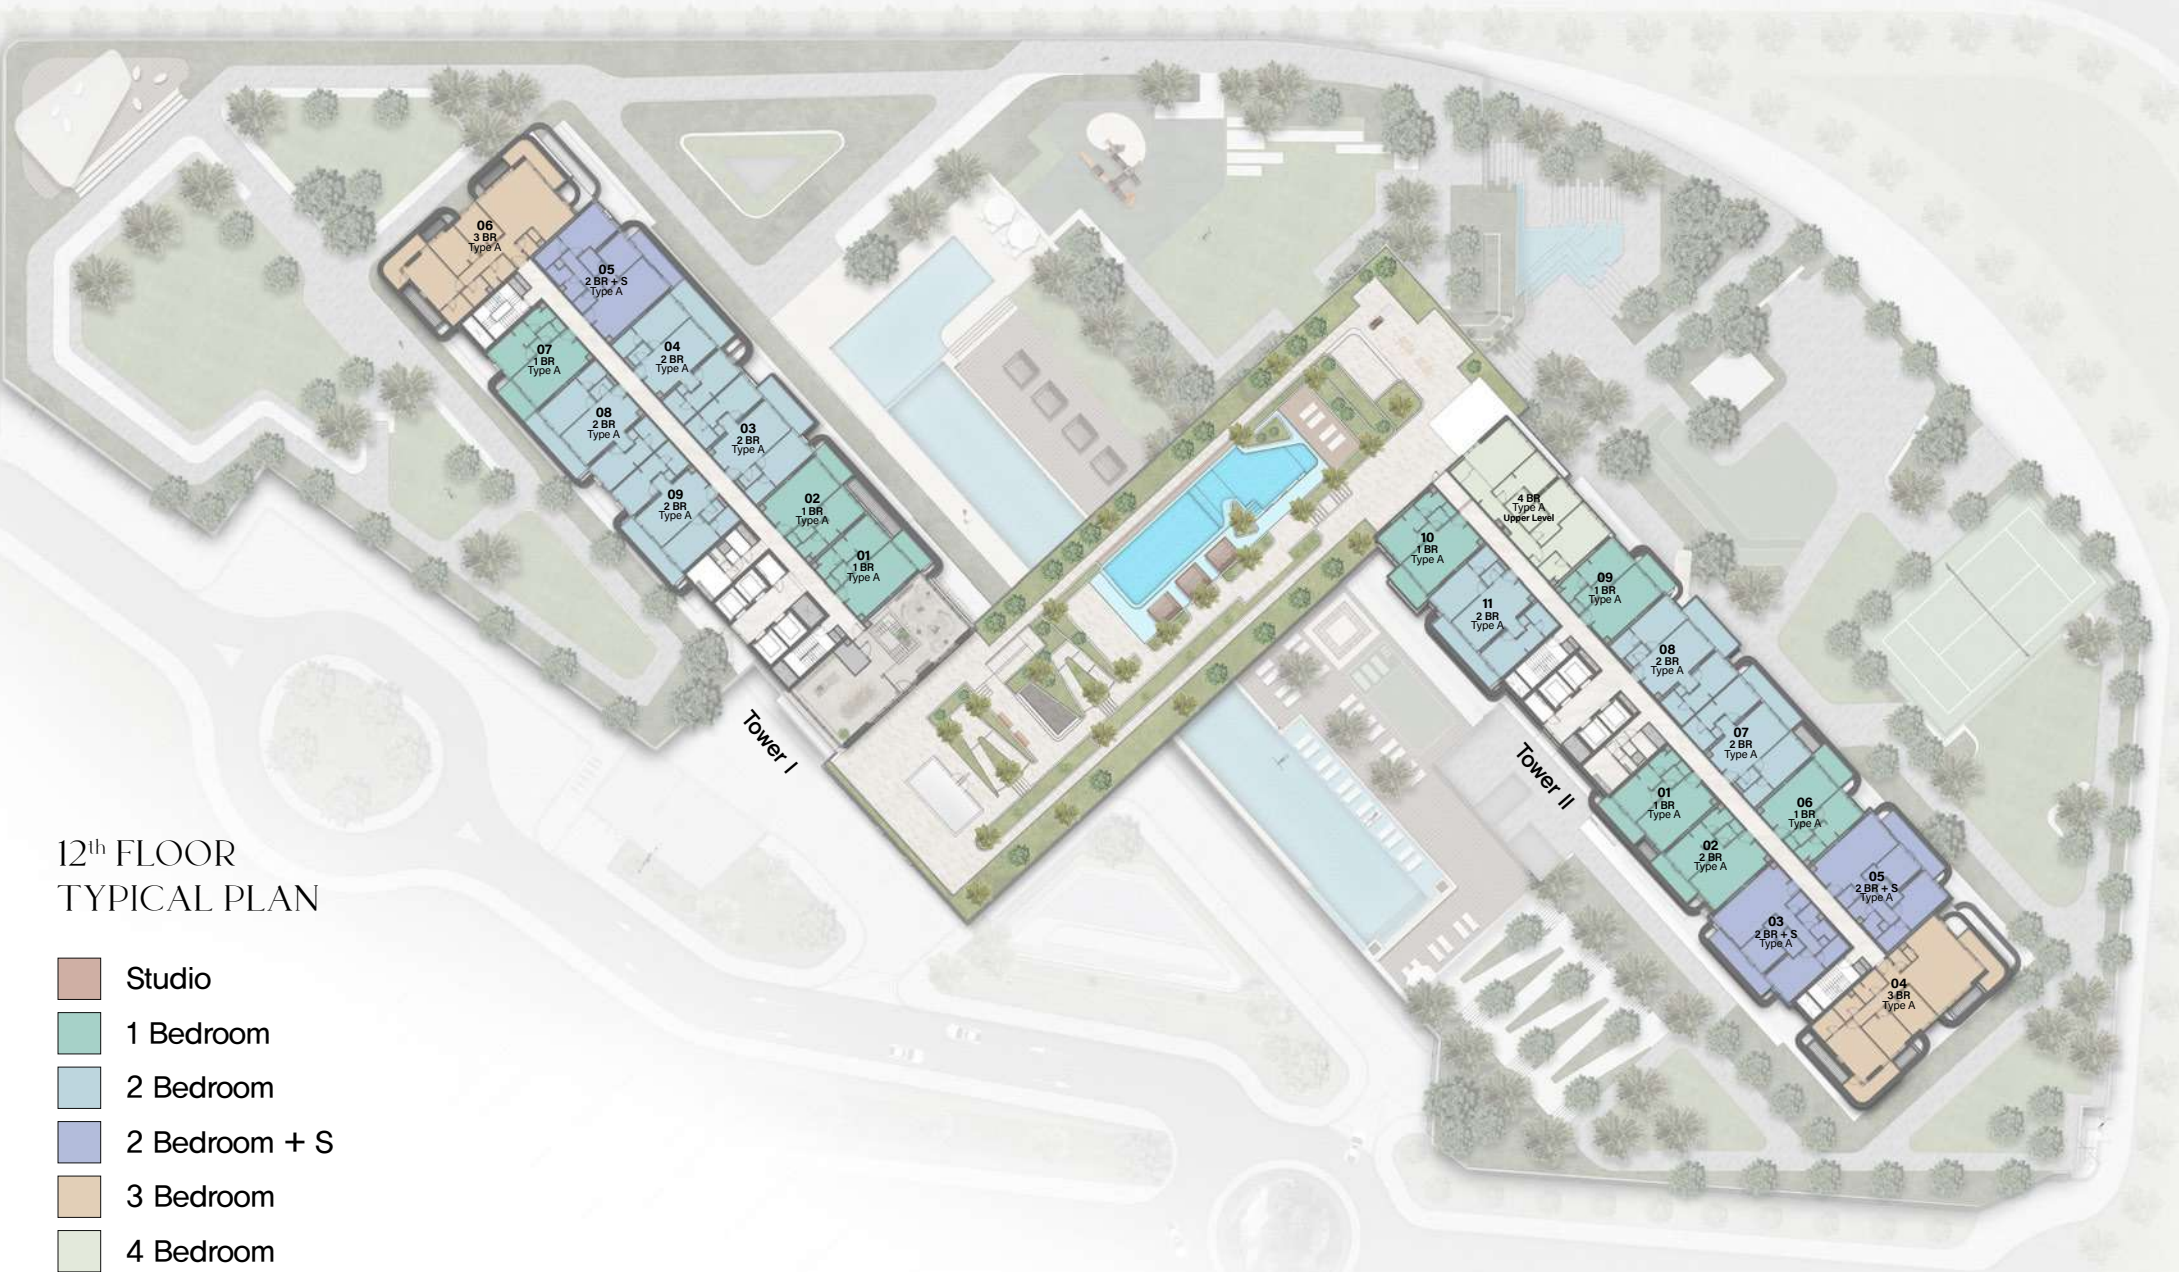 06
3 BR
Type A
05
2 BR + S
Type A
04
2 BR
Type A
07
1 BR
Type A
08
2 BR
Type A
03
2 BR
Type A
09
2 BR
Type A
02
1 BR
Type A
01
1 BR
Type A
Tower I
4 BR
Type A
Upper Level
10
1 BR
Type A
09
1 BR
Type A
11
2 BR
Type A
08
2 BR
Type A
07
2 BR
Type A
Tower II
01
1 BR
Type A
06
1 BR
Type A
02
2 BR
Type A
05
2 BR + S
Type A
03
2 BR + S
Type A
04
3 BR
Type A
12th FLOOR
TYPICAL PLAN
Studio
1 Bedroom
2 Bedroom
2 Bedroom + S
3 Bedroom
4 Bedroom